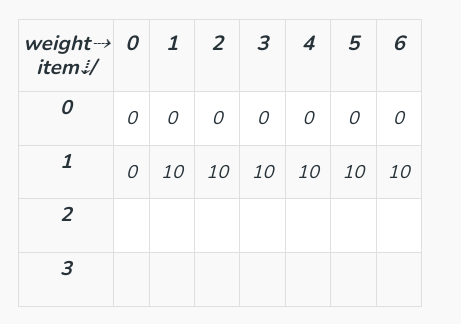 weight⇢ 0 1 2 3 4 5 6
item⇣/
0 0 0 0 0 0 0 0
1 0 10 10 10 10 10 10
2
3